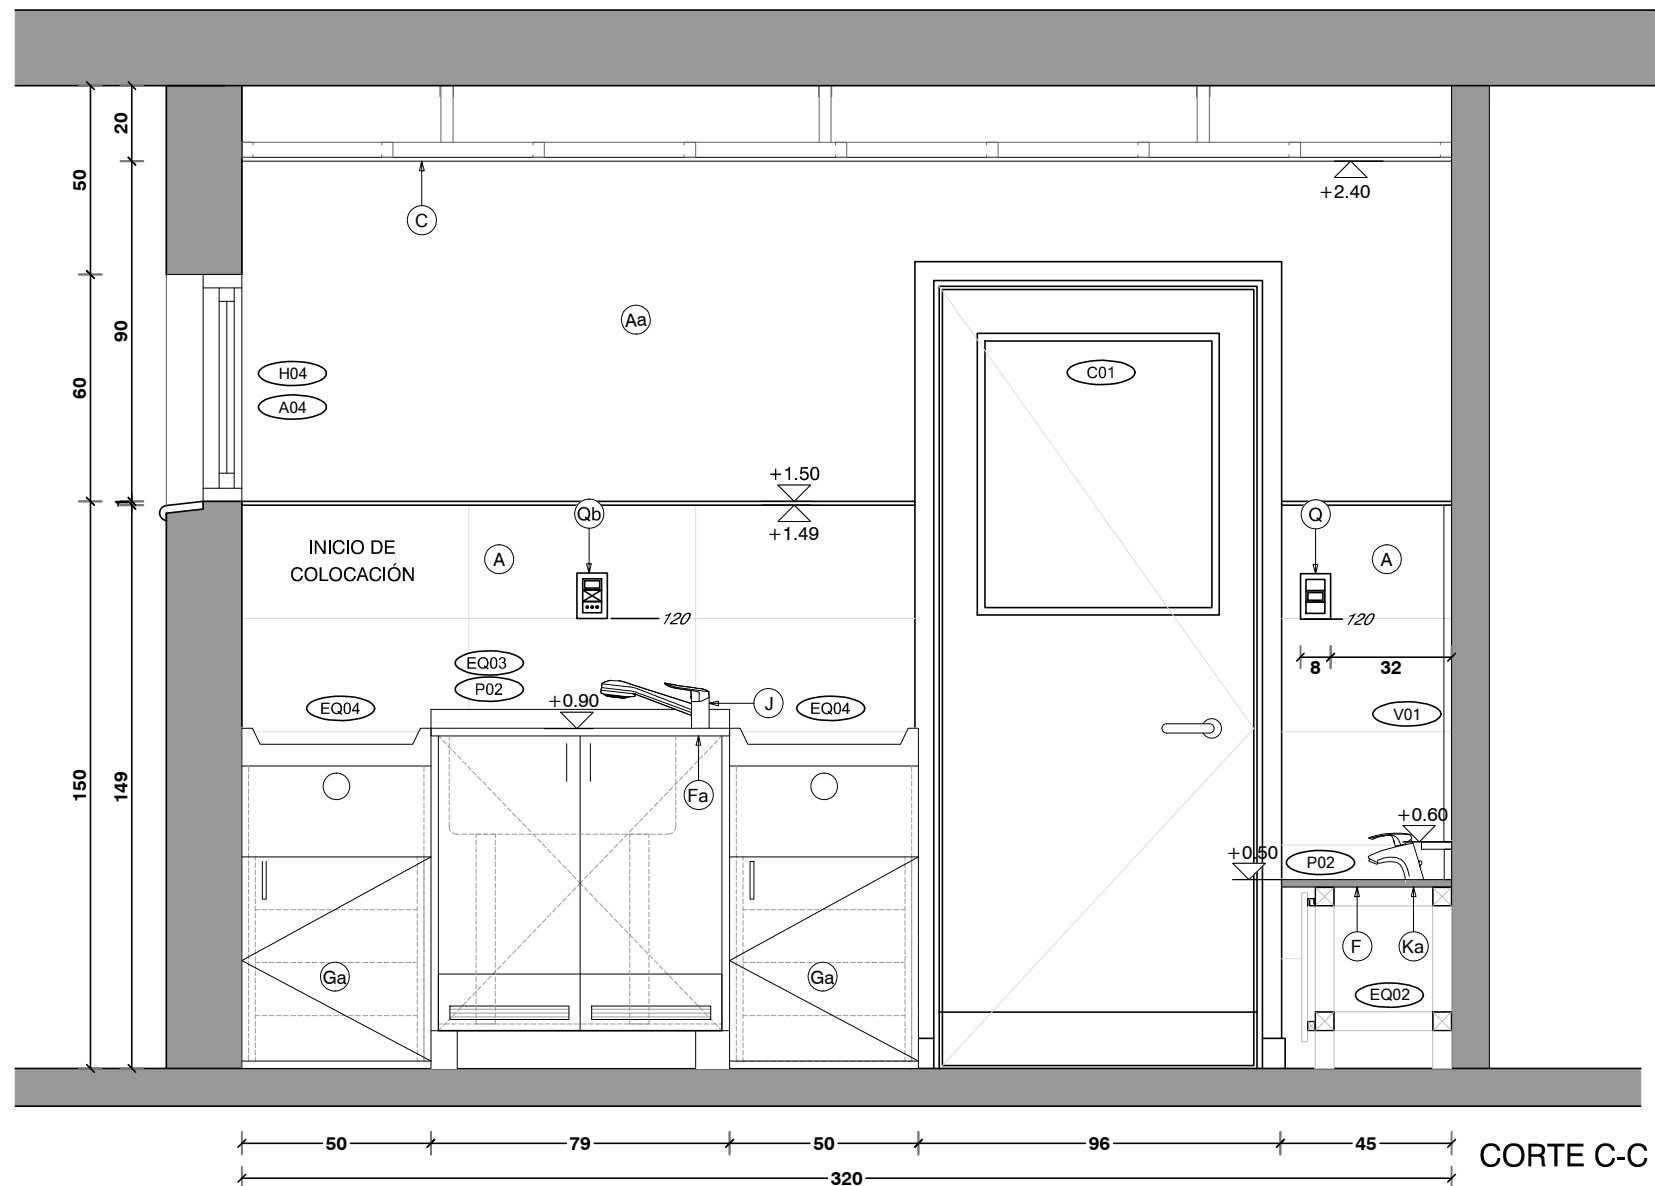 20
50
+2.40
C
Aa
90
60
H04
A04
C01
+1.50
+1.49
Qb
Q
INICIO DE
COLOCACIÓN
A
A
120
120
8
32
EQ03
P02
EQ04
+0.90
J
EQ04
V01
150
149
1
Fa
+0.60
+0.50
P02
F
Ka
Ga
Ga
EQ02
50
79
50
96
45
320
CORTE C-C